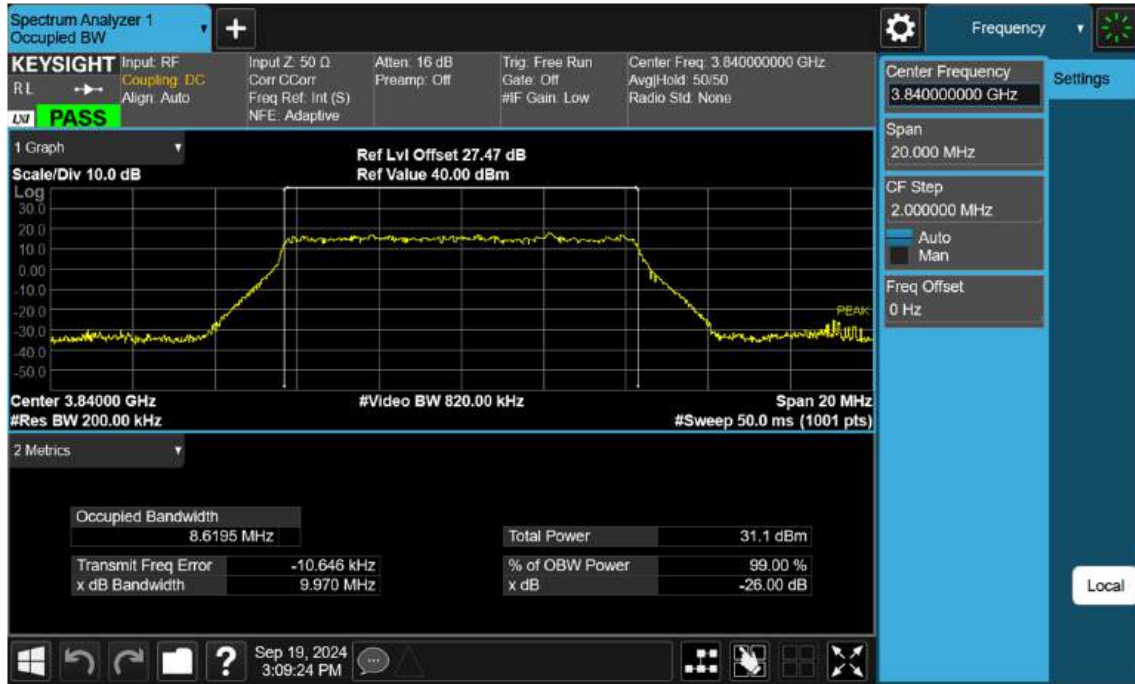 Spectrum Analyzer 1
Occupied BW
+
Frequency
KEYSIGHT
RL
LXI
PASS
Input: RF
Coupling: DC
Align: Auto
Input Z: 50 Ω
Corr CCorr
Freq Ref: Int (S)
NFE: Adaptive
Atten: 16 dB
Preamp: Off
Trig: Free Run
Gate: Off
#IF Gain: Low
Center Freq: 3.840000000 GHz
Avg|Hold: 50/50
Radio Std: None
Center Frequency
3.840000000 GHz
Settings
Span
20.000 MHz
CF Step
2.000000 MHz
Auto
Man
Freq Offset
0 Hz
1 Graph
Scale/Div 10.0 dB
Ref Lvl Offset 27.47 dB
Ref Value 40.00 dBm
Log
30.0
20.0
10.0
0.00
-10.0
-20.0
-30.0
-40.0
-50.0
PEAK
Center 3.84000 GHz
#Video BW 820.00 kHz
Span 20 MHz
#Res BW 200.00 kHz
#Sweep 50.0 ms (1001 pts)
2 Metrics
Occupied Bandwidth
8.6195 MHz
Total Power 31.1 dBm
Transmit Freq Error -10.646 kHz
% of OBW Power 99.00 %
x dB Bandwidth 9.970 MHz
x dB -26.00 dB
Local
?
Sep 19, 2024
3:09:24 PM